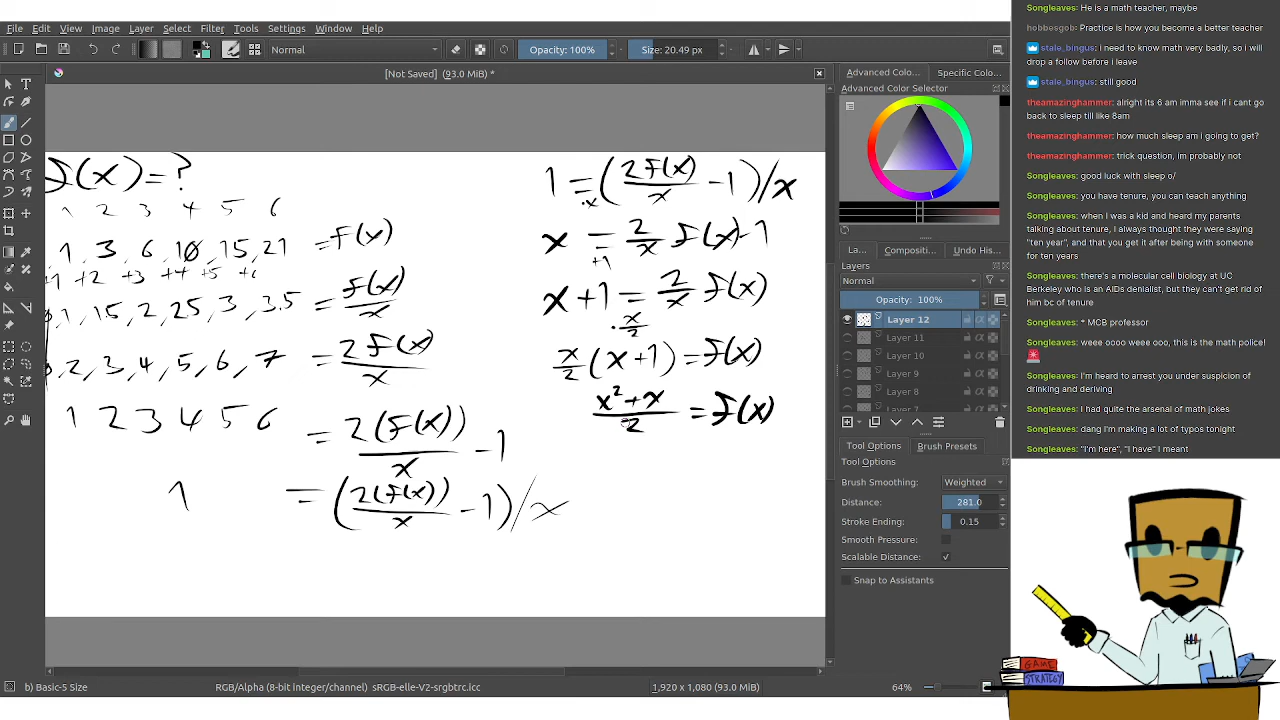 File Edit View Image Layer Select Filter Tools Settings Window Help
Normal Opacity: 100% Size: 20.49 px
[Not Saved] (93.0 MiB) *
f(x)=?
1 2 3 4 5 6
1, 3, 6, 10, 15, 21 = f(x)
+1 +2 +3 +4 +5 +6
1, 1.5, 2, 2.5, 3, 3.5 = f(x)/x
2, 3, 4, 5, 6, 7 = 2f(x)/x
1 2 3 4 5 6 = 2(f(x))/x - 1
1 = (2(f(x))/x - 1)/x
1 = (2f(x)/x - 1)/x
·x
x = 2/x f(x) - 1
+1
x + 1 = 2/x f(x)
· x/2
x/2 (x + 1) = f(x)
x² + x / 2 = f(x)
Advanced Colo... Specific Color...
Advanced Color Selector
La... Compositi... Undo His...
Layers
Normal
Opacity: 100%
Layer 12
Layer 11
Layer 10
Layer 9
Layer 8
Layer 7
Tool Options Brush Presets
Tool Options
Brush Smoothing: Weighted
Distance: 281.0
Stroke Ending: 0.15
Smooth Pressure:
Scalable Distance: ✓
Snap to Assistants
b) Basic-5 Size RGB/Alpha (8-bit integer/channel) sRGB-elle-V2-srgbtrc.icc 1,920 x 1,080 (93.0 MiB) 64%
Songleaves: He is a math teacher, maybe
hobbesgob: Practice is how you become a better teacher
stale_bingus: I need to know math very badly, so i will
drop a follow before i leave
stale_bingus: still good
theamazinghammer: alright its 6 am imma see if i cant go
back to sleep till like 8am
theamazinghammer: how much sleep am i going to get?
theamazinghammer: trick question, im probably not
Songleaves: good luck with sleep o/
Songleaves: you have tenure, you can teach anything
Songleaves: when I was a kid and heard my parents
talking about tenure, I always thought they were saying
"ten year", and that you get it after being with someone
for ten years
Songleaves: there's a molecular cell biology at UC
Berkeley who is an AIDs denialist, but they can't get rid of
him bc of tenure
Songleaves: * MCB professor
Songleaves: weee oooo weee ooo, this is the math police!
Songleaves: I'm heard to arrest you under suspicion of
drinking and deriving
Songleaves: I had quite the arsenal of math jokes
Songleaves: dang I'm making a lot of typos tonight
Songleaves: "I'm here", "I have" I meant
GAME
STRATEGY